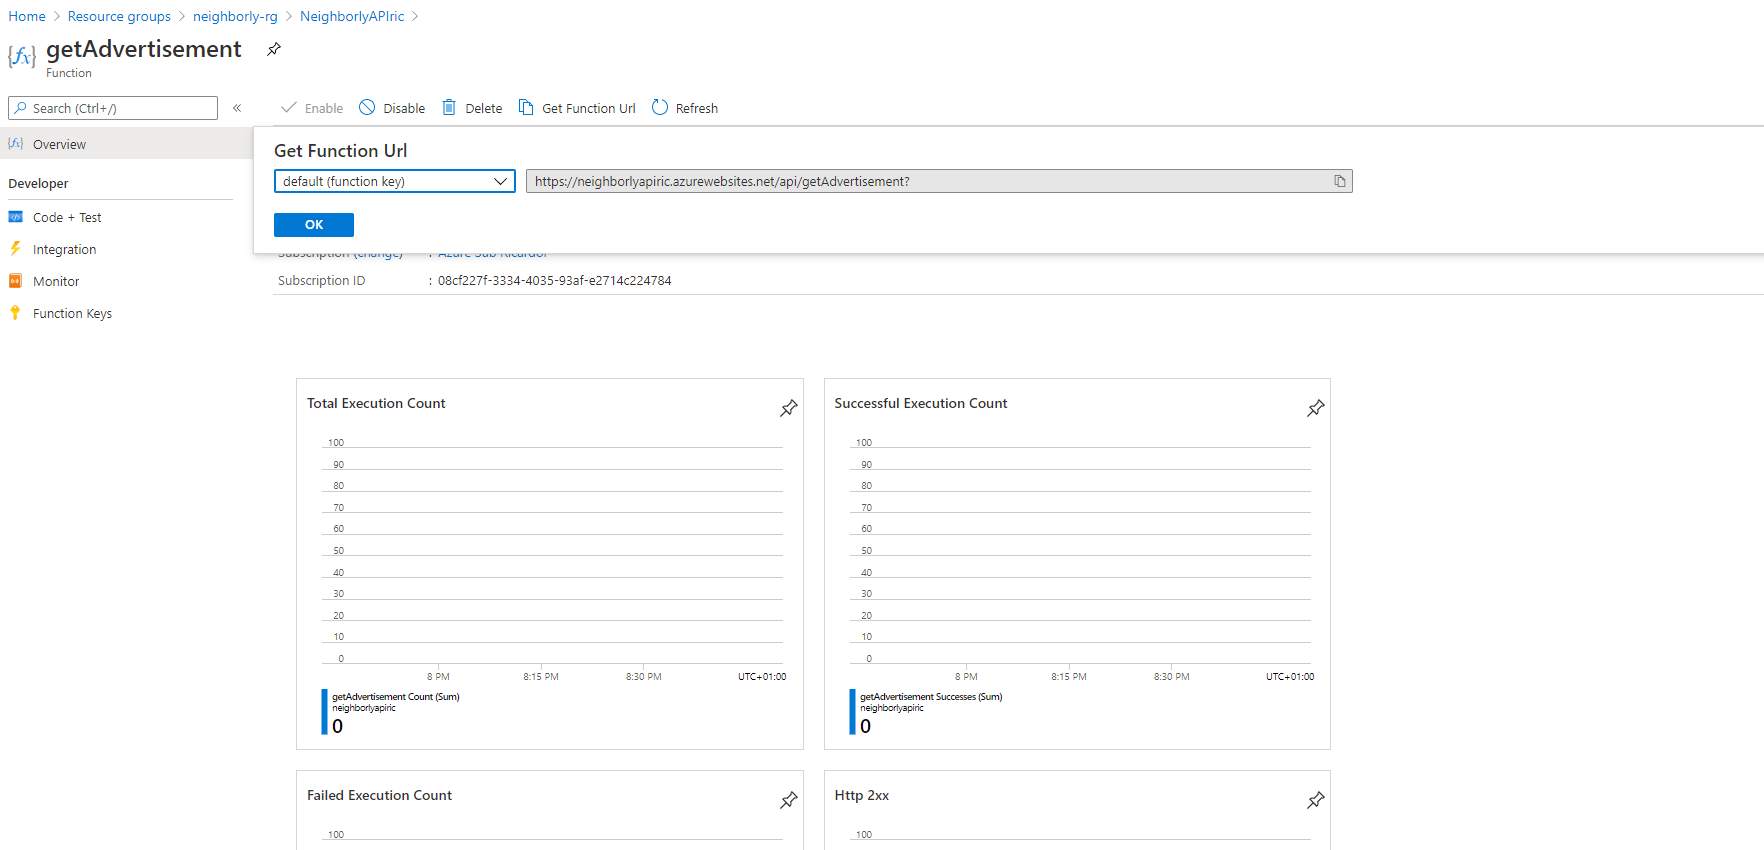 Home > Resource groups > neighborly-rg > NeighborlyAPIric >
{fx} getAdvertisement
Function
Search (Ctrl+/) «
Enable Disable Delete Get Function Url Refresh
Overview
Developer
Code + Test
Integration
Monitor
Function Keys
Get Function Url
default (function key) https://neighborlyapiric.azurewebsites.net/api/getAdvertisement?
OK
Subscription (change) : Azure Sub Ricardo
Subscription ID : 08cf227f-3334-4035-93af-e2714c224784
Total Execution Count
100
90
80
70
60
50
40
30
20
10
0
8 PM 8:15 PM 8:30 PM UTC+01:00
getAdvertisement Count (Sum)
neighborlyapiric
0
Successful Execution Count
100
90
80
70
60
50
40
30
20
10
0
8 PM 8:15 PM 8:30 PM UTC+01:00
getAdvertisement Successes (Sum)
neighborlyapiric
0
Failed Execution Count
100
Http 2xx
100